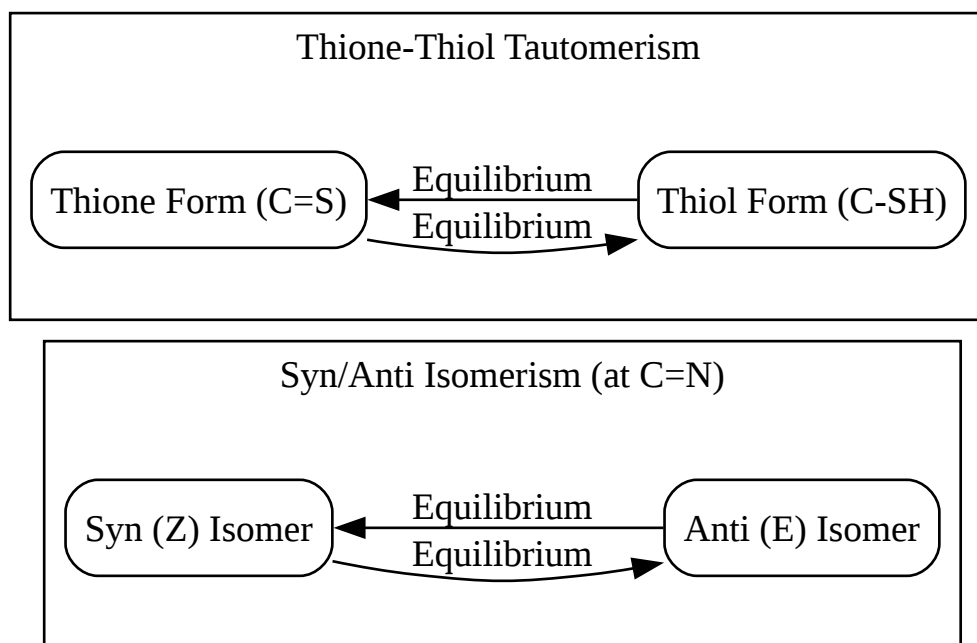 Thione-Thiol Tautomerism
Thione Form (C=S)
Equilibrium
Equilibrium
Thiol Form (C-SH)
Syn/Anti Isomerism (at C=N)
Syn (Z) Isomer
Equilibrium
Equilibrium
Anti (E) Isomer